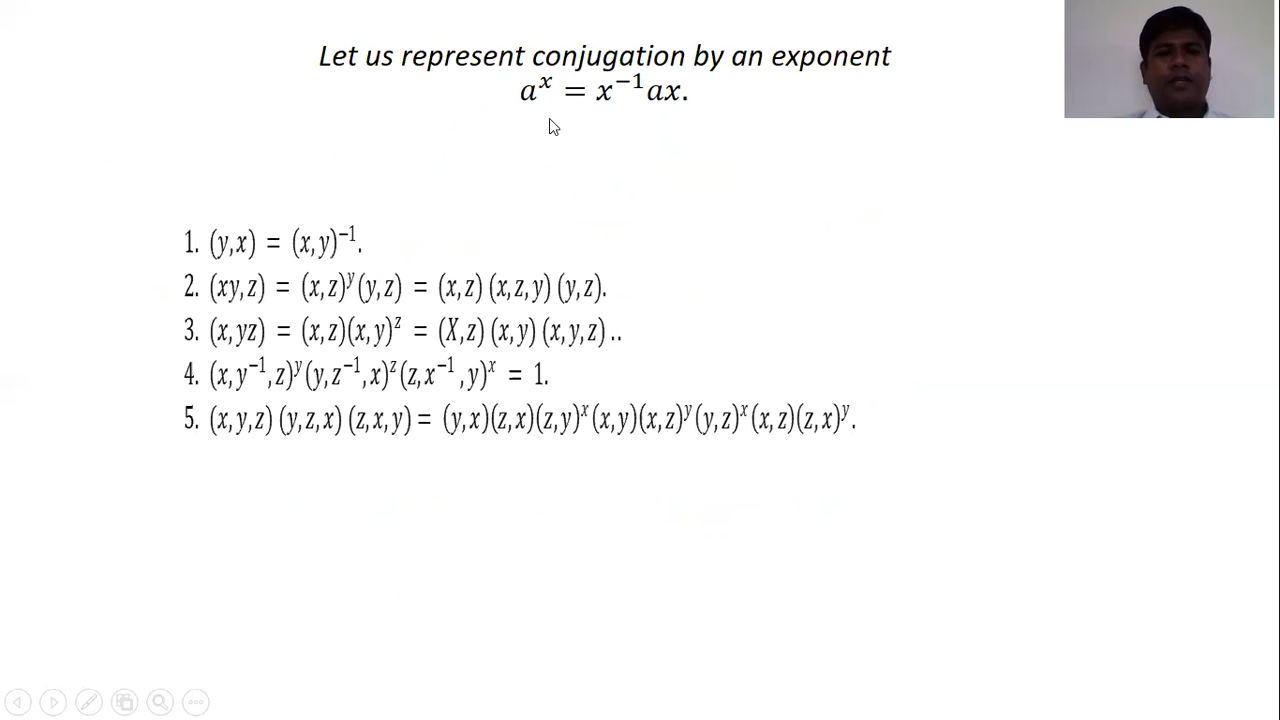 Let us represent conjugation by an exponent
aˣ = x⁻¹ax.
1. (y,x) = (x,y)⁻¹.
2. (xy,z) = (x,z)ʸ(y,z) = (x,z) (x,z,y) (y,z).
3. (x,yz) = (x,z)(x,y)ᶻ = (X,z) (x,y) (x,y,z) ..
4. (x,y⁻¹,z)ʸ(y,z⁻¹,x)ᶻ(z,x⁻¹,y)ˣ = 1.
5. (x,y,z) (y,z,x) (z,x,y) = (y,x)(z,x)(z,y)ˣ(x,y)(x,z)ʸ(y,z)ˣ(x,z)(z,x)ʸ.